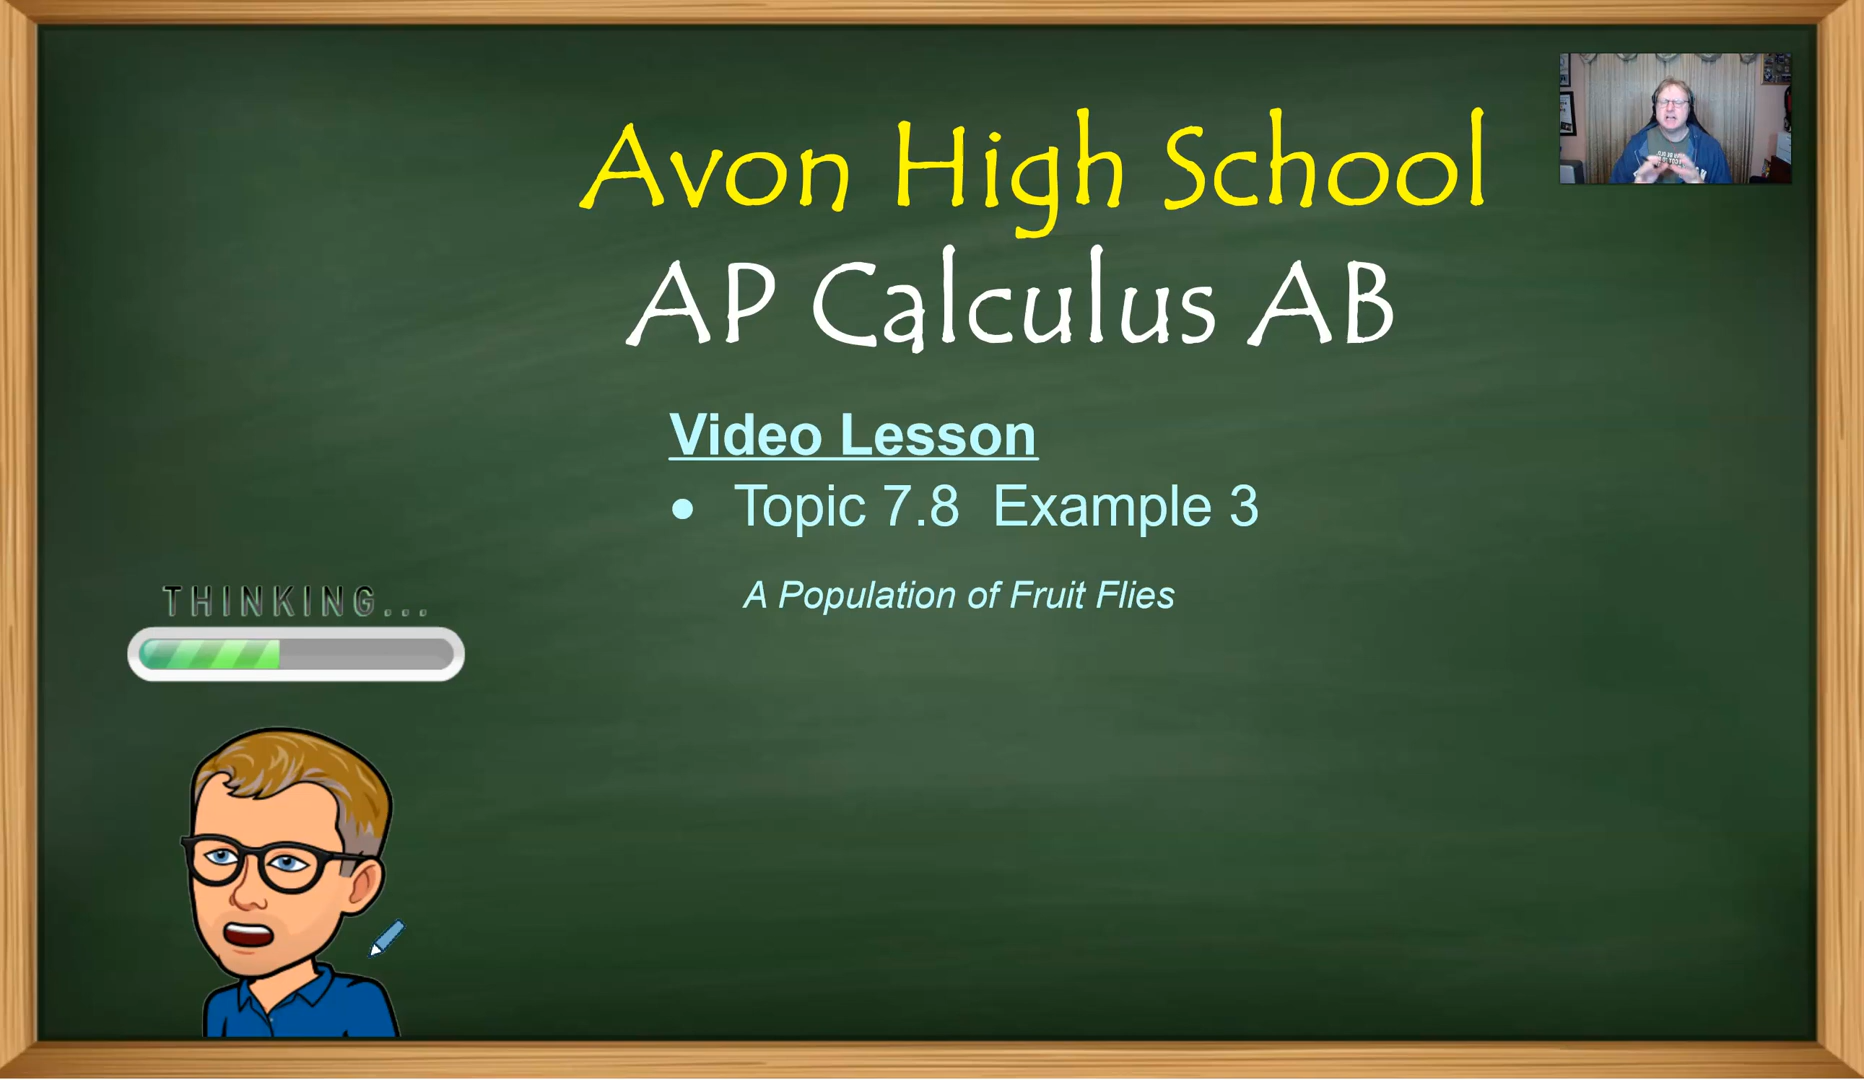 Avon High School
AP Calculus AB
Video Lesson
• Topic 7.8 Example 3
A Population of Fruit Flies
THINKING...